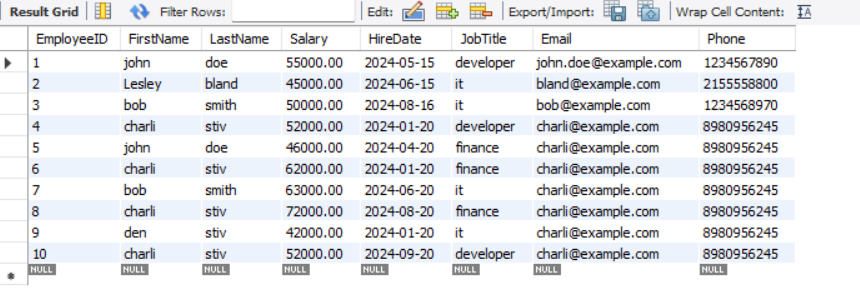 Result Grid Filter Rows: Edit: Export/Import: Wrap Cell Content: IA
EmployeeID FirstName LastName Salary HireDate JobTitle Email Phone
1 john doe 55000.00 2024-05-15 developer john.doe@example.com 1234567890
2 Lesley bland 45000.00 2024-06-15 it bland@example.com 2155558800
3 bob smith 50000.00 2024-08-16 it bob@example.com 1234568970
4 charli stiv 52000.00 2024-01-20 developer charli@example.com 8980956245
5 john doe 46000.00 2024-04-20 finance charli@example.com 8980956245
6 charli stiv 62000.00 2024-01-20 finance charli@example.com 8980956245
7 bob smith 63000.00 2024-06-20 it charli@example.com 8980956245
8 charli stiv 72000.00 2024-08-20 finance charli@example.com 8980956245
9 den stiv 42000.00 2024-01-20 it charli@example.com 8980956245
10 charli stiv 52000.00 2024-09-20 developer charli@example.com 8980956245
NULL NULL NULL NULL NULL NULL NULL NULL